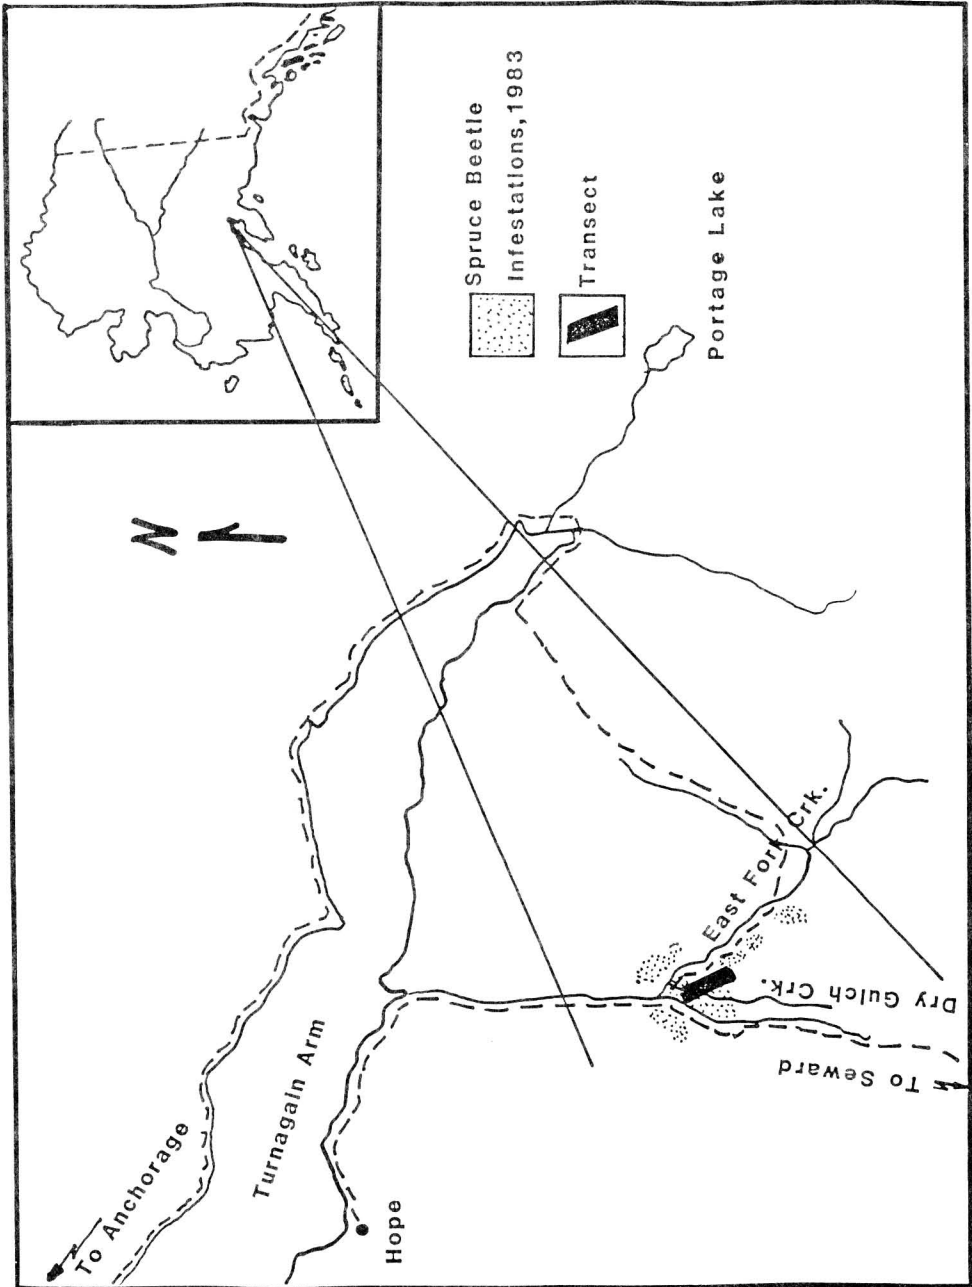 N
Spruce Beetle
Infestations, 1983
Transect
Portage Lake
To Anchorage
Turnagain Arm
Hope
East Fork Crk.
Dry Gulch Crk.
To Seward